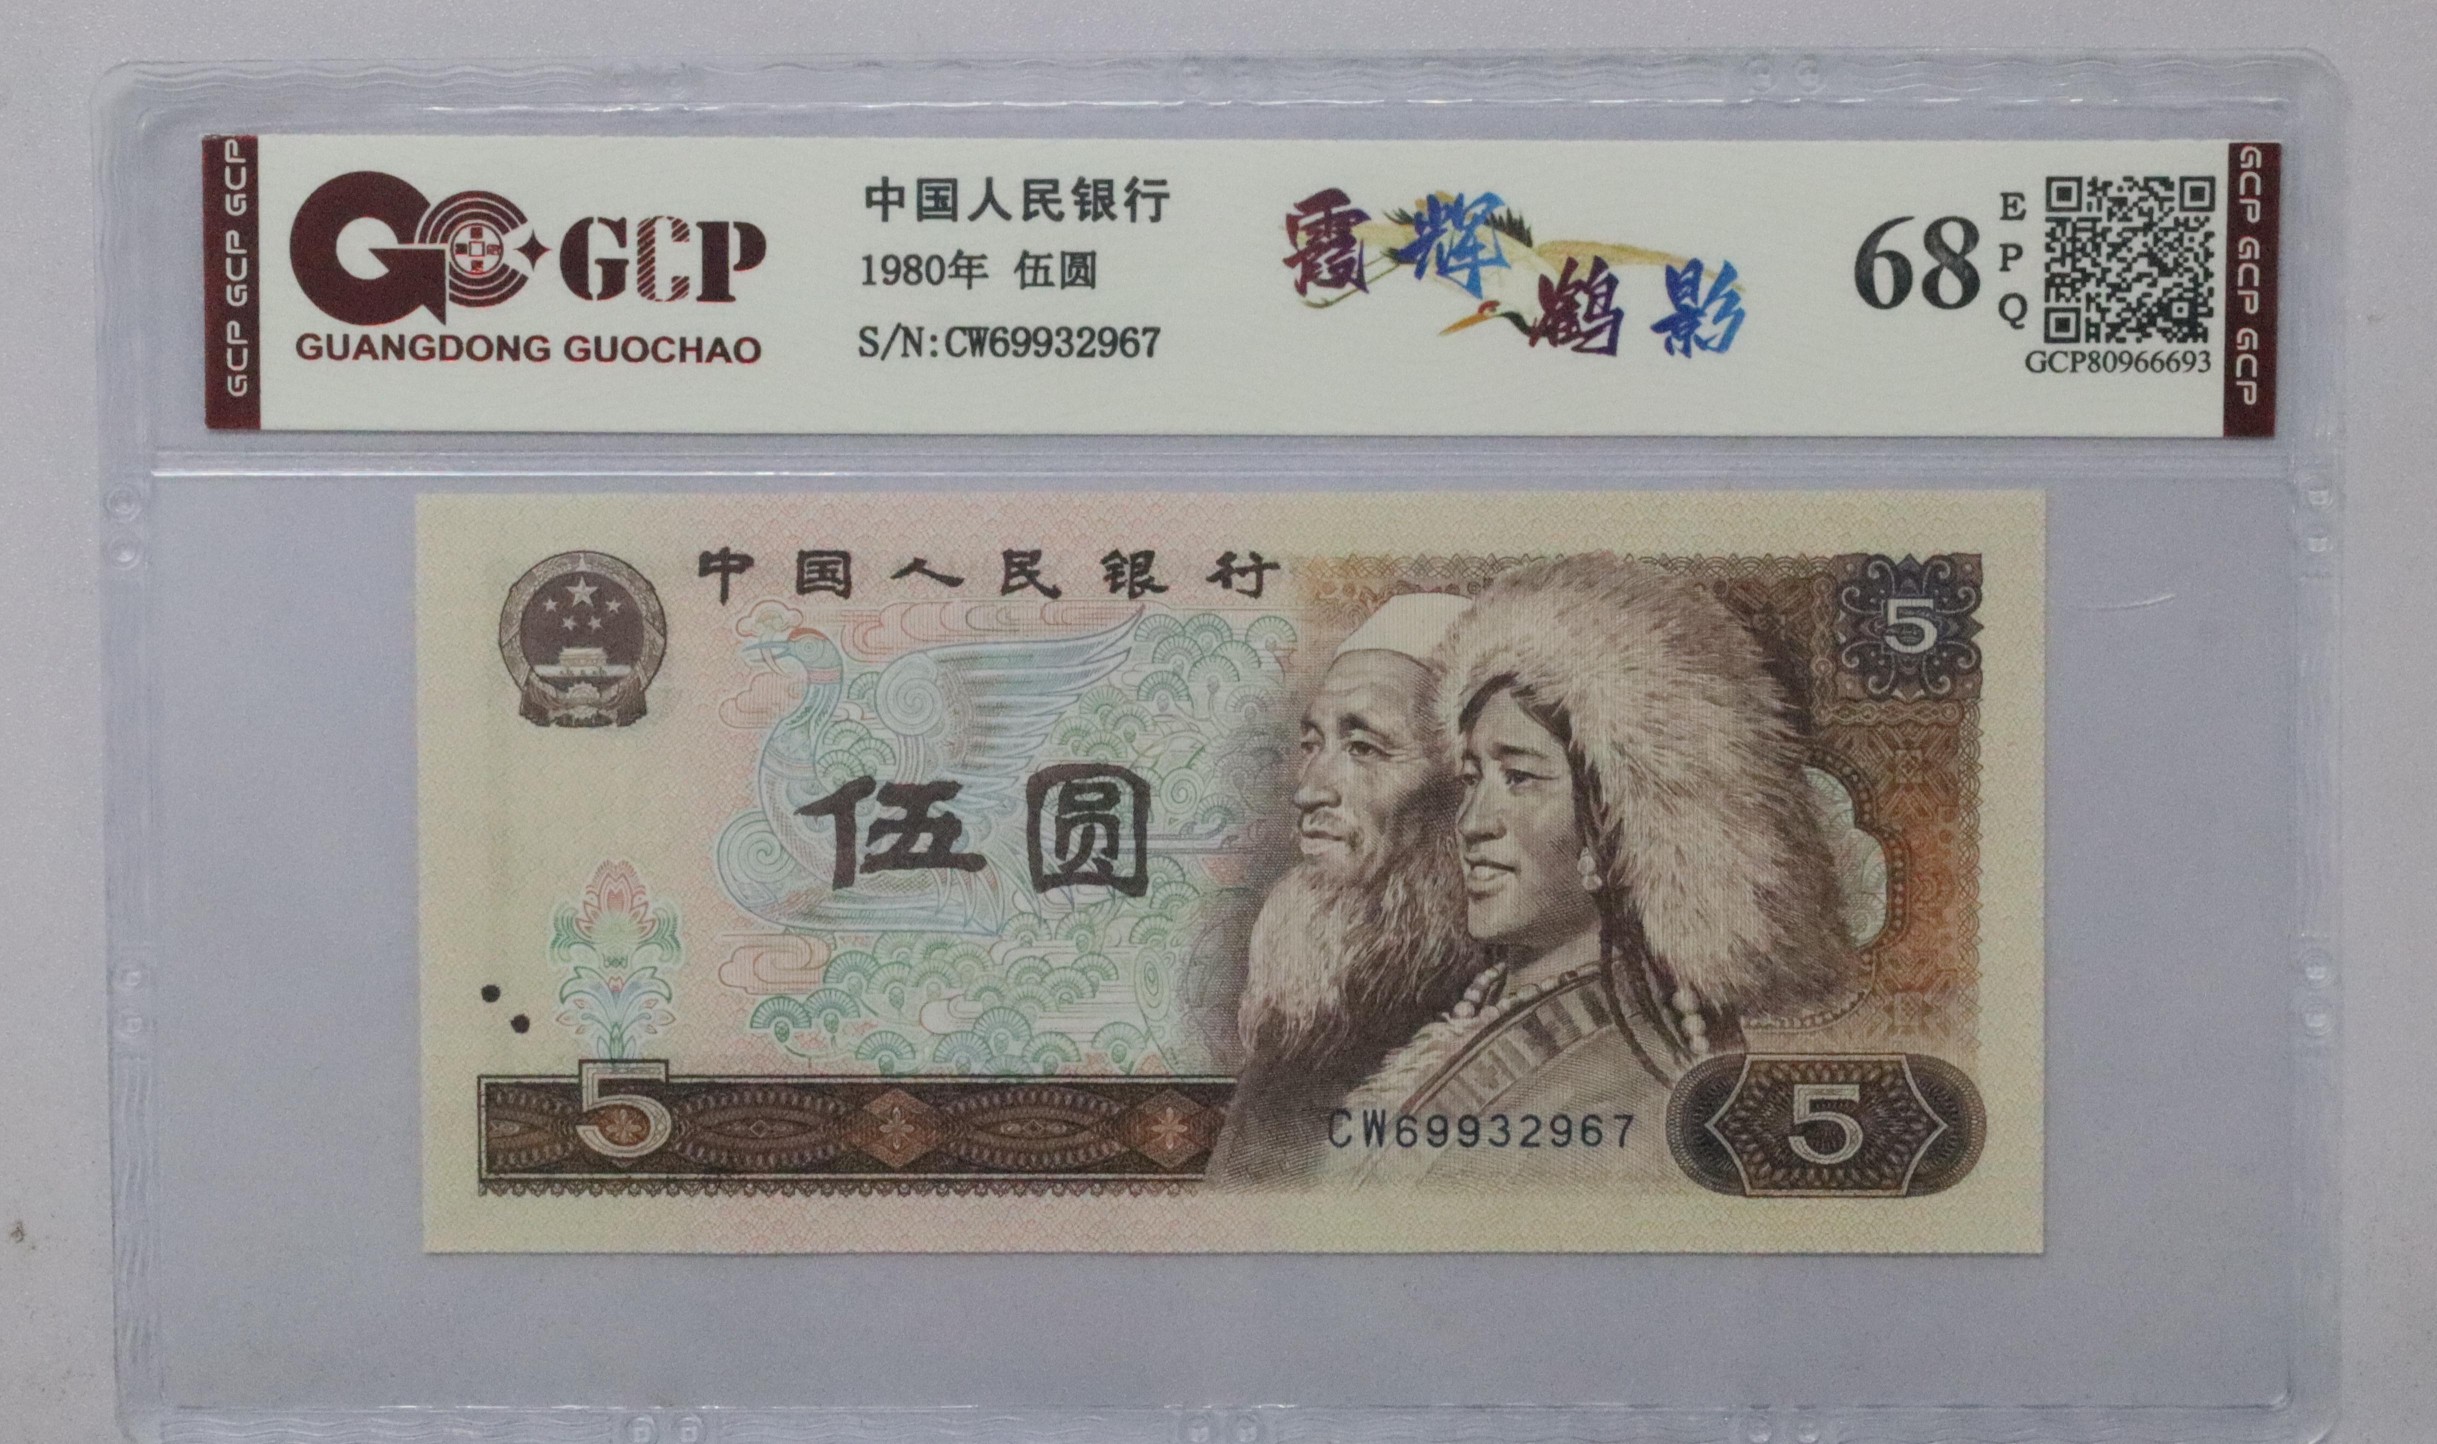 GCP GCP GCP
GCP
GUANGDONG GUOCHAO
中国人民银行
1980年 伍圆
S/N:CW69932967
霞辉
鹤影
68
EPQ
GCP80966693
GCP GCP GCP
中国人民银行
5
伍圆
5
CW69932967
5